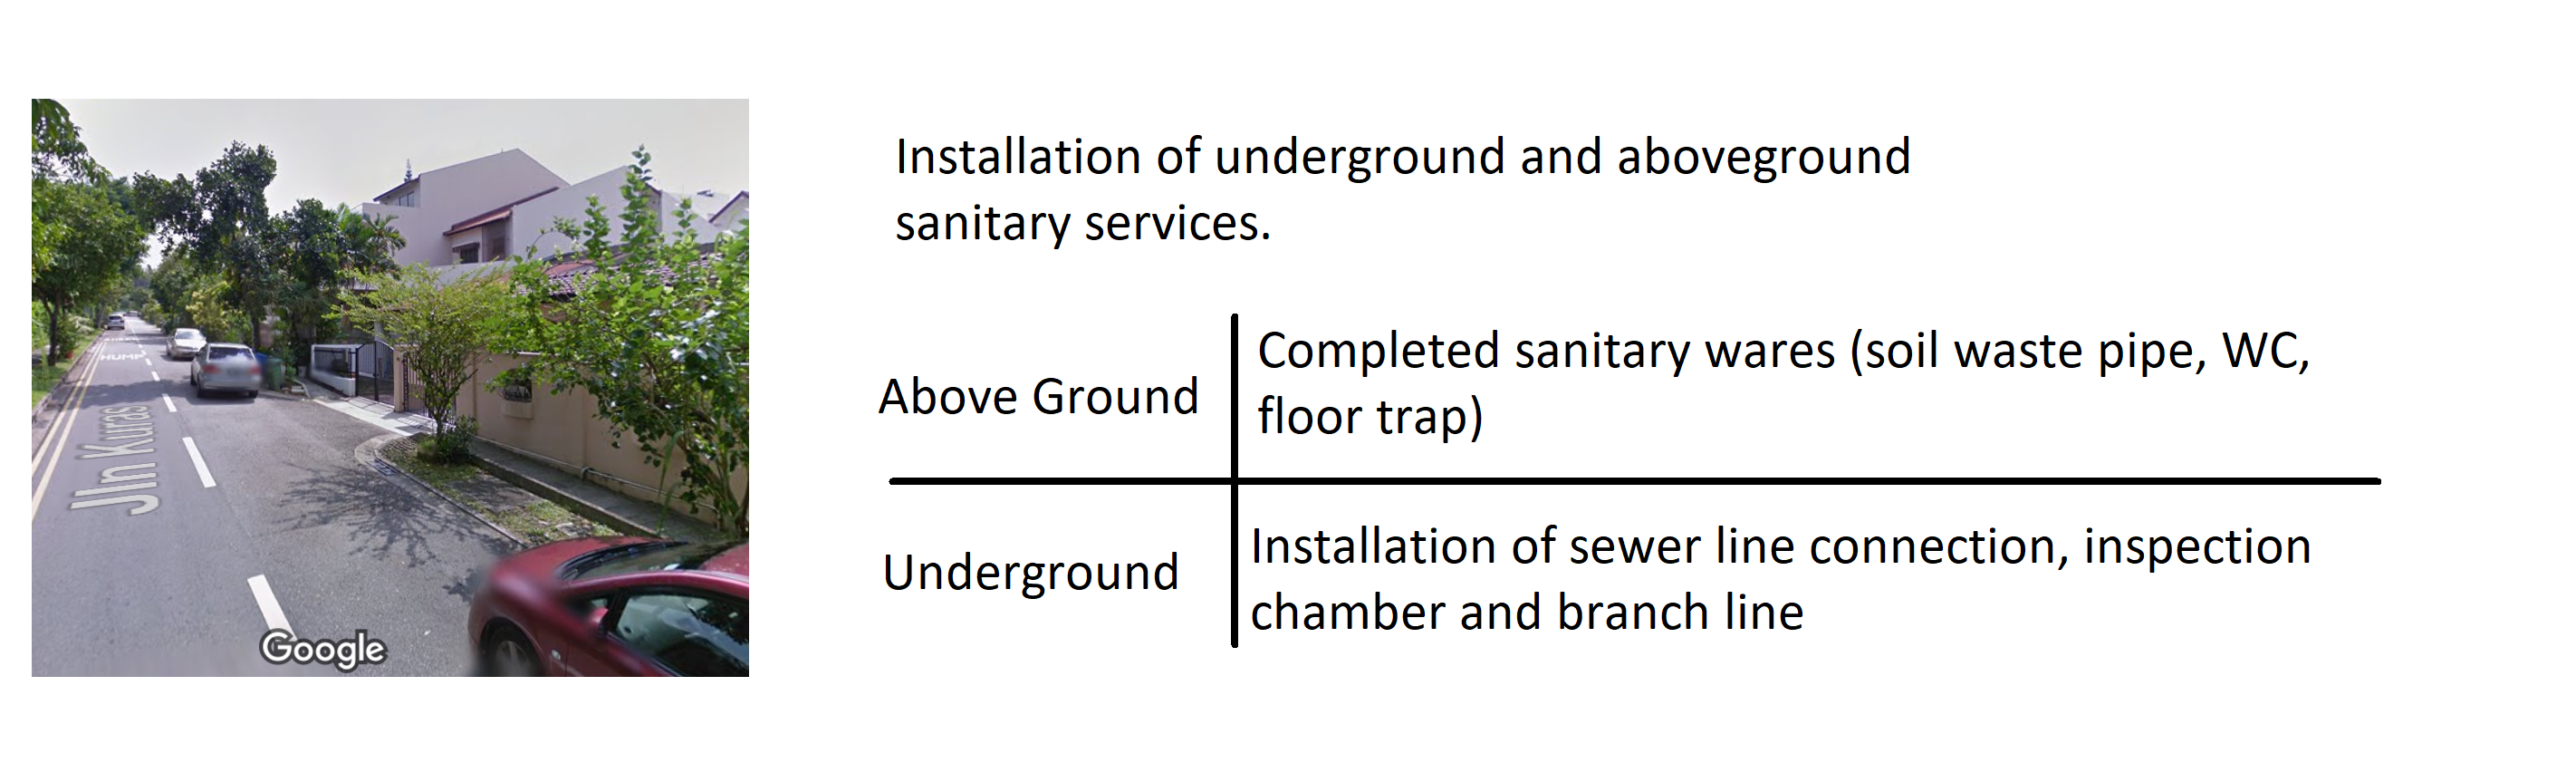 Installation of underground and aboveground
sanitary services.
Above Ground
Completed sanitary wares (soil waste pipe, WC,
floor trap)
Underground
Installation of sewer line connection, inspection
chamber and branch line
HUMP
Jln Kuras
Google